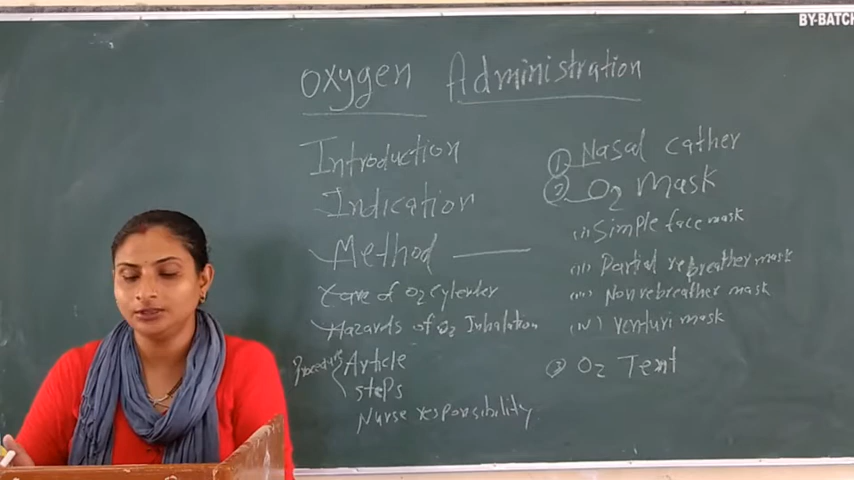 BY-BATCH
Oxygen Administration
Introduction
Indication
Method
Care of O2 Cylender
Hazards of O2 Inhalation
Procedure
Article
steps
Nurse responsibility
① Nasal cather
② O2 Mask
(i) Simple face mask
(ii) Partial rebreather mask
(iii) Nonrebreather mask
(iv) venturi mask
③ O2 Tent